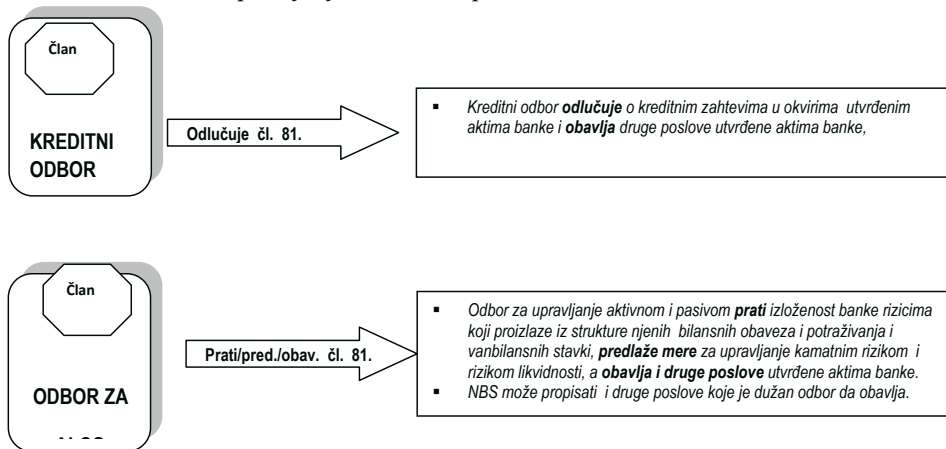 Član
KREDITNI
ODBOR
Odlučuje čl. 81.
▪ Kreditni odbor odlučuje o kreditnim zahtevima u okvirima utvrđenim
aktima banke i obavlja druge poslove utvrđene aktima banke,
Član
ODBOR ZA
Prati/pred./obav. čl. 81.
▪ Odbor za upravljanje aktivnom i pasivom prati izloženost banke rizicima
koji proizlaze iz strukture njenih bilansnih obaveza i potraživanja i
vanbilansnih stavki, predlaže mere za upravljanje kamatnim rizikom i
rizikom likvidnosti, a obavlja i druge poslove utvrđene aktima banke.
▪ NBS može propisati i druge poslove koje je dužan odbor da obavlja.